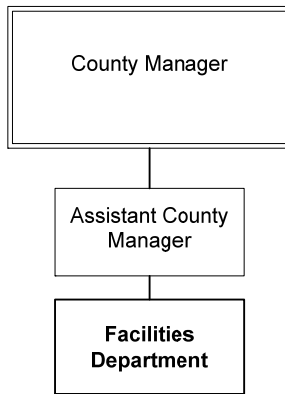 County Manager
Assistant County
Manager
Facilities
Department